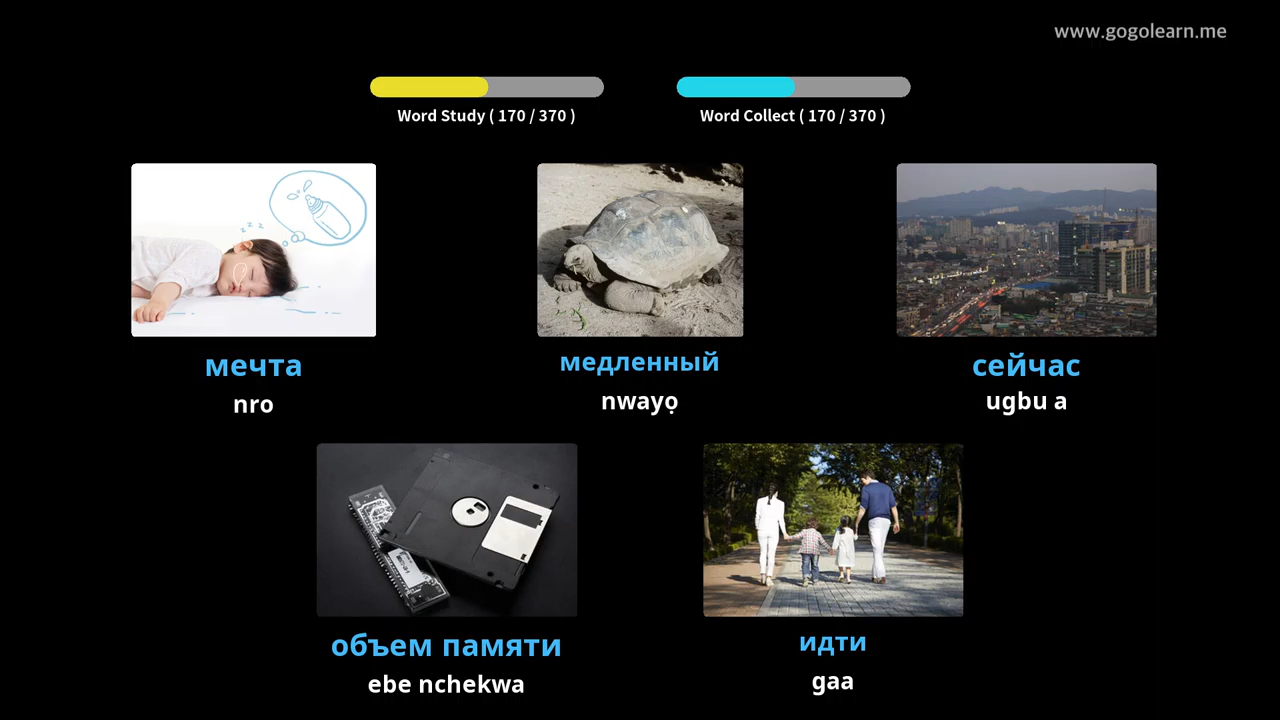 www.gogolearn.me
Word Study ( 170 / 370 )
Word Collect ( 170 / 370 )
z z z
мечта
nro
медленный
nwayọ
сейчас
ugbu a
объем памяти
ebe nchekwa
идти
gaa